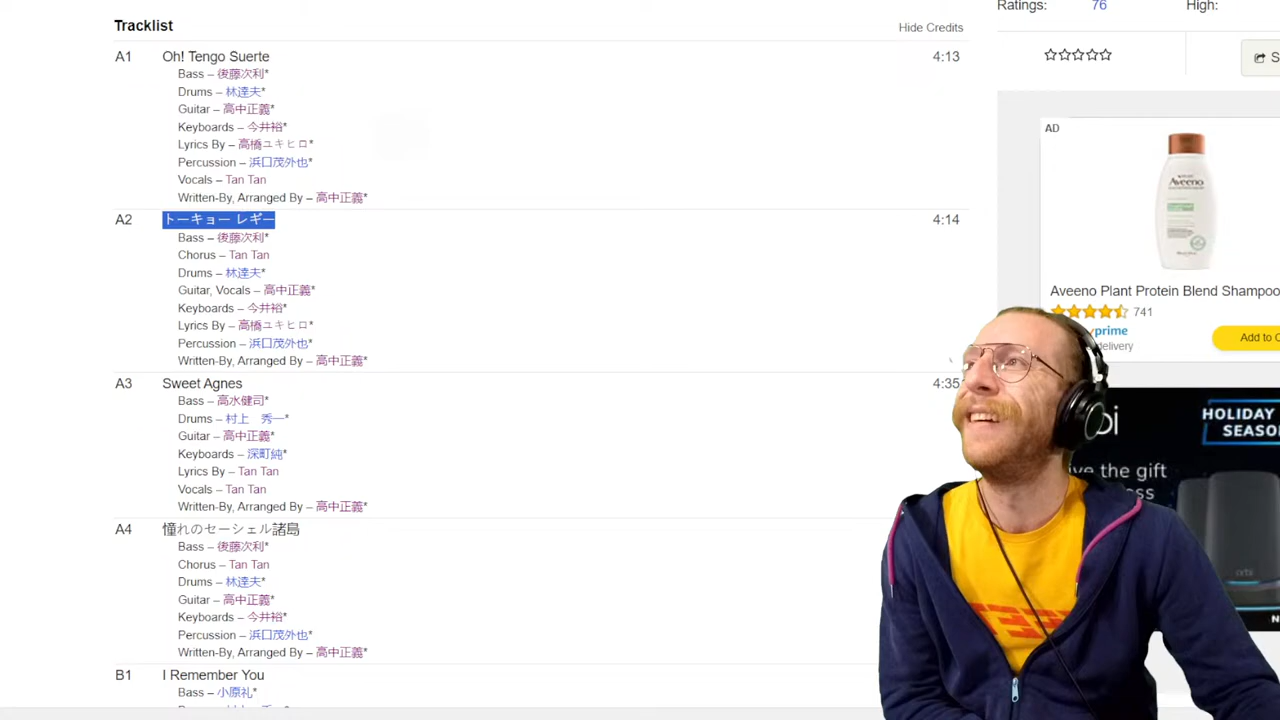 Ratings: 76 High:
Tracklist
Hide Credits
A1 Oh! Tengo Suerte 4:13
Bass – 後藤次利*
Drums – 林達夫*
Guitar – 高中正義*
Keyboards – 今井裕*
Lyrics By – 高橋ユキヒロ*
Percussion – 浜口茂外也*
Vocals – Tan Tan
Written-By, Arranged By – 高中正義*
A2 トーキョー レギー 4:14
Bass – 後藤次利*
Chorus – Tan Tan
Drums – 林達夫*
Guitar, Vocals – 高中正義*
Keyboards – 今井裕*
Lyrics By – 高橋ユキヒロ*
Percussion – 浜口茂外也*
Written-By, Arranged By – 高中正義*
A3 Sweet Agnes 4:35
Bass – 高水健司*
Drums – 村上 秀一*
Guitar – 高中正義*
Keyboards – 深町純*
Lyrics By – Tan Tan
Vocals – Tan Tan
Written-By, Arranged By – 高中正義*
A4 憧れのセーシェル諸島
Bass – 後藤次利*
Chorus – Tan Tan
Drums – 林達夫*
Guitar – 高中正義*
Keyboards – 今井裕*
Percussion – 浜口茂外也*
Written-By, Arranged By – 高中正義*
B1 I Remember You
Bass – 小原礼*
AD
Aveeno
Aveeno Plant Protein Blend Shampoo
741
prime
delivery
Add to
HOLIDAY
SEASO
the gift
orbi